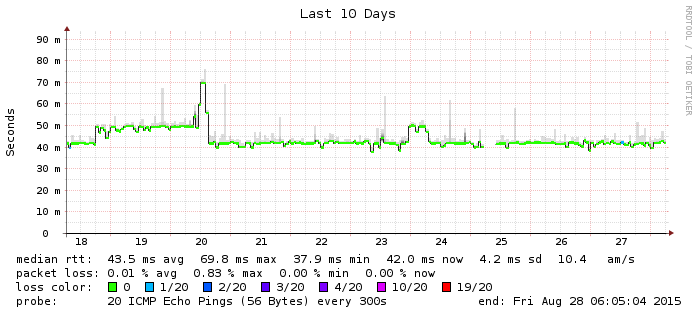 Last 10 Days
RRDTOOL / TOBI OETIKER
Seconds
90 m
80 m
70 m
60 m
50 m
40 m
30 m
20 m
10 m
0
18 19 20 21 22 23 24 25 26 27
median rtt: 43.5 ms avg 69.8 ms max 37.9 ms min 42.0 ms now 4.2 ms sd 10.4 am/s
packet loss: 0.01 % avg 0.83 % max 0.00 % min 0.00 % now
loss color: 0 1/20 2/20 3/20 4/20 10/20 19/20
probe: 20 ICMP Echo Pings (56 Bytes) every 300s end: Fri Aug 28 06:05:04 2015